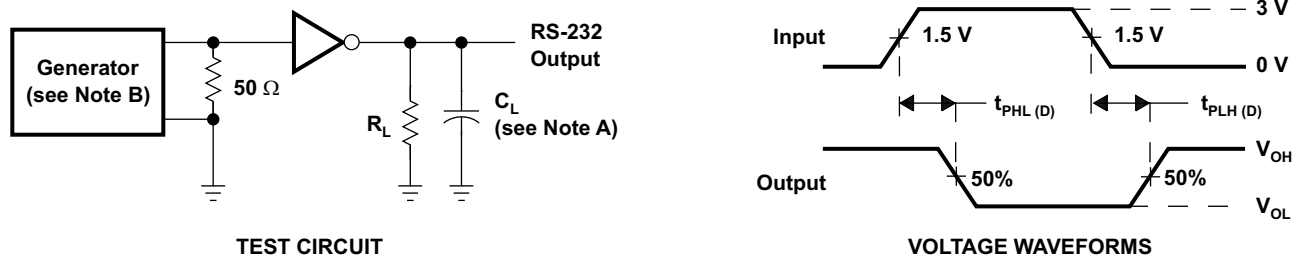 Generator
(see Note B)
50 Ω
RS-232
Output
R_L
C_L
(see Note A)
TEST CIRCUIT
Input
1.5 V
1.5 V
3 V
0 V
t_PHL (D)
t_PLH (D)
Output
50%
50%
V_OH
V_OL
VOLTAGE WAVEFORMS